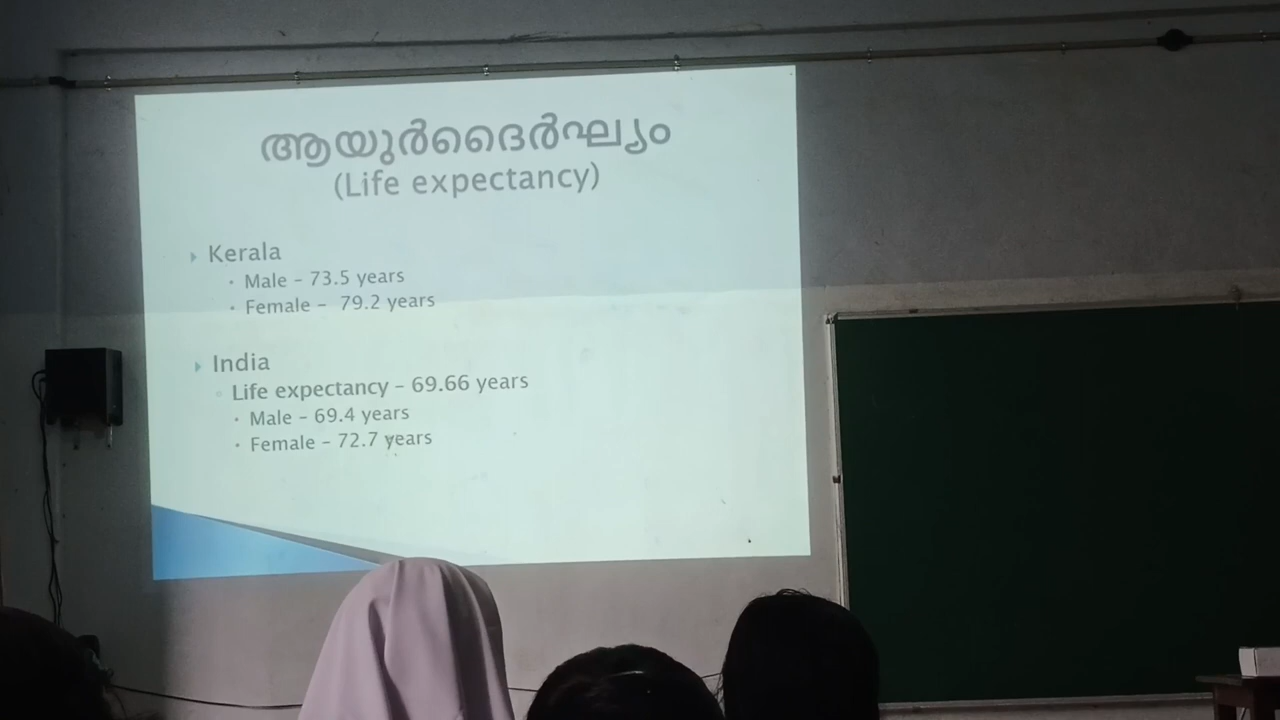 ആയുർദൈർഘ്യം
(Life expectancy)
Kerala
Male – 73.5 years
Female – 79.2 years
India
Life expectancy – 69.66 years
Male – 69.4 years
Female – 72.7 years